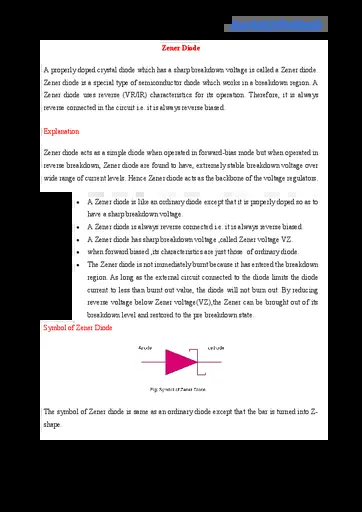 Zener Diode
A properly doped crystal diode which has a sharp breakdown voltage is called a Zener diode.
Zener diode is a special type of semiconductor diode which works in a breakdown region. A
Zener diode uses reverse (VR/IR) characteristics for its operation. Therefore, it is always
reverse connected in the circuit i.e. it is always reverse biased.
Explanation
Zener diode acts as a simple diode when operated in forward-bias mode but when operated in
reverse breakdown, Zener diode are found to have, extremely stable breakdown voltage over
wide range of current levels. Hence Zener diode acts as the backbone of the voltage regulators.
• A Zener diode is like an ordinary diode except that it is properly doped so as to
have a sharp breakdown voltage.
• A Zener diode is always reverse connected i.e. it is always reverse biased.
• A Zener diode has sharp breakdown voltage ,called Zener voltage VZ.
• when forward biased ,its characteristics are just those of ordinary diode.
• The Zener diode is not immediately burnt because it has entered the breakdown
region. As long as the external circuit connected to the diode limits the diode
current to less than burnt out value, the diode will not burn out. By reducing
reverse voltage below Zener voltage(VZ),the Zener can be brought out of its
breakdown level and restored to the pre breakdown state.
Symbol of Zener Diode
Anode cathode
Fig: Symbol of Zener Diode
The symbol of Zener diode is same as an ordinary diode except that the bar is turned into Z-
shape.